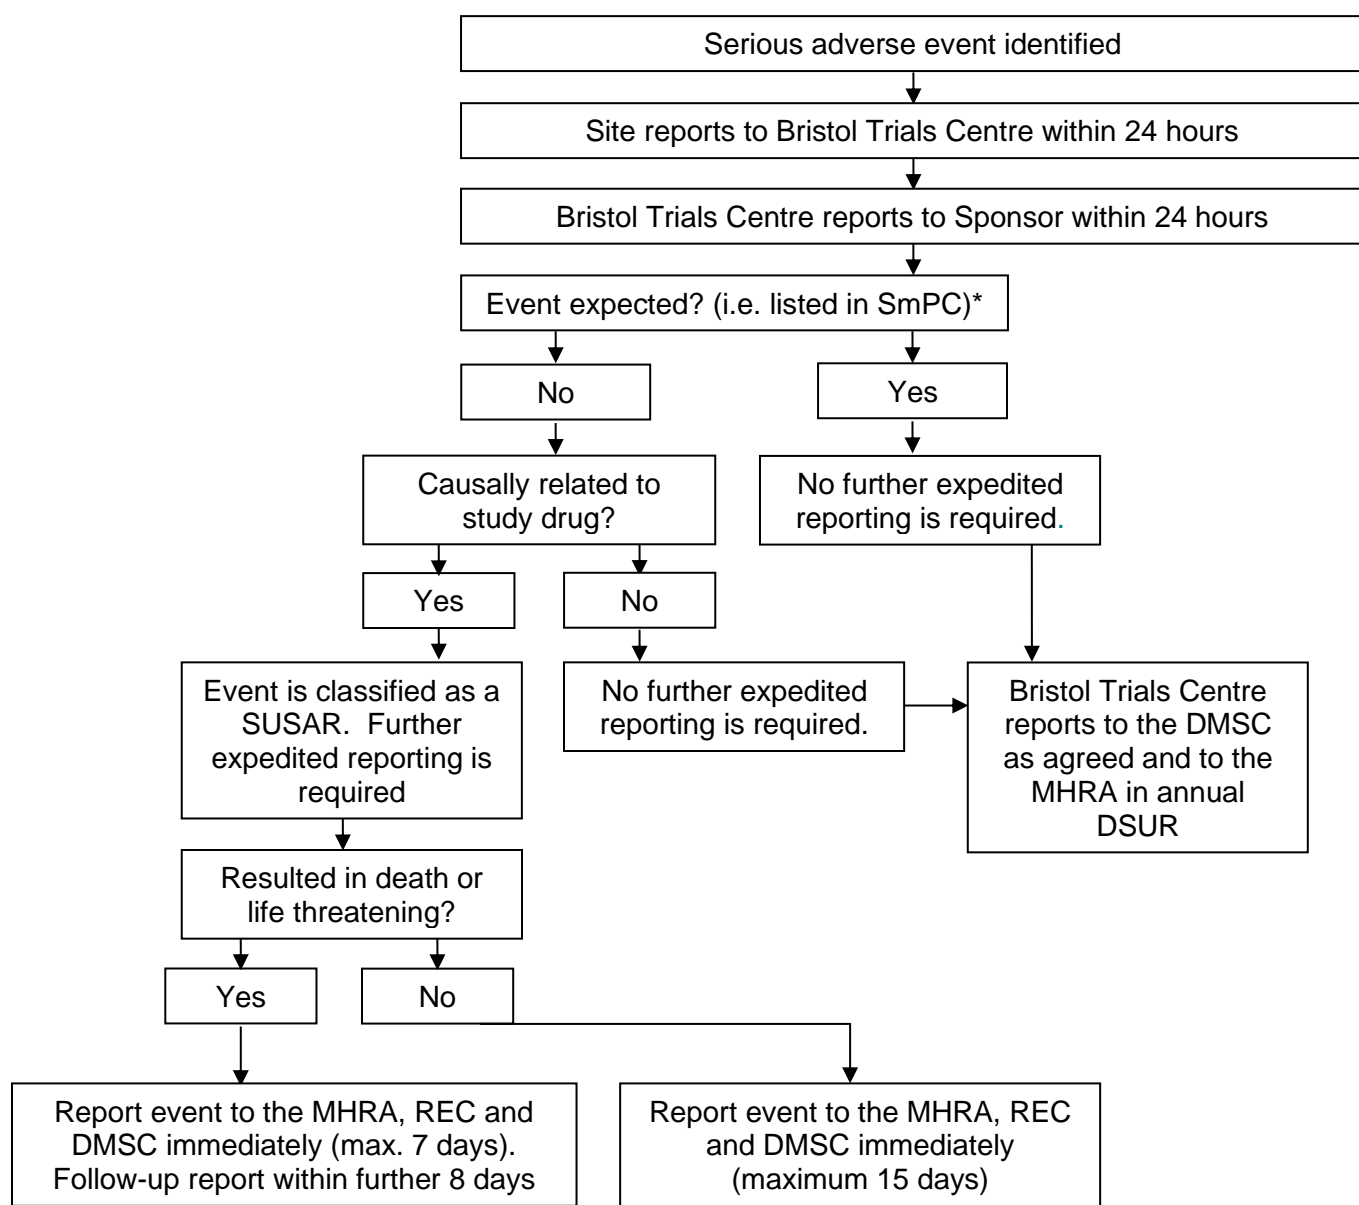 Serious adverse event identified
Site reports to Bristol Trials Centre within 24 hours
Bristol Trials Centre reports to Sponsor within 24 hours
Event expected? (i.e. listed in SmPC)*
No
Yes
Causally related to
study drug?
No further expedited
reporting is required.
Yes
No
Event is classified as a
SUSAR.  Further
expedited reporting is
required
No further expedited
reporting is required.
Bristol Trials Centre
reports to the DMSC
as agreed and to the
MHRA in annual
DSUR
Resulted in death or
life threatening?
Yes
No
Report event to the MHRA, REC and
DMSC immediately (max. 7 days).
Follow-up report within further 8 days
Report event to the MHRA, REC
and DMSC immediately
(maximum 15 days)